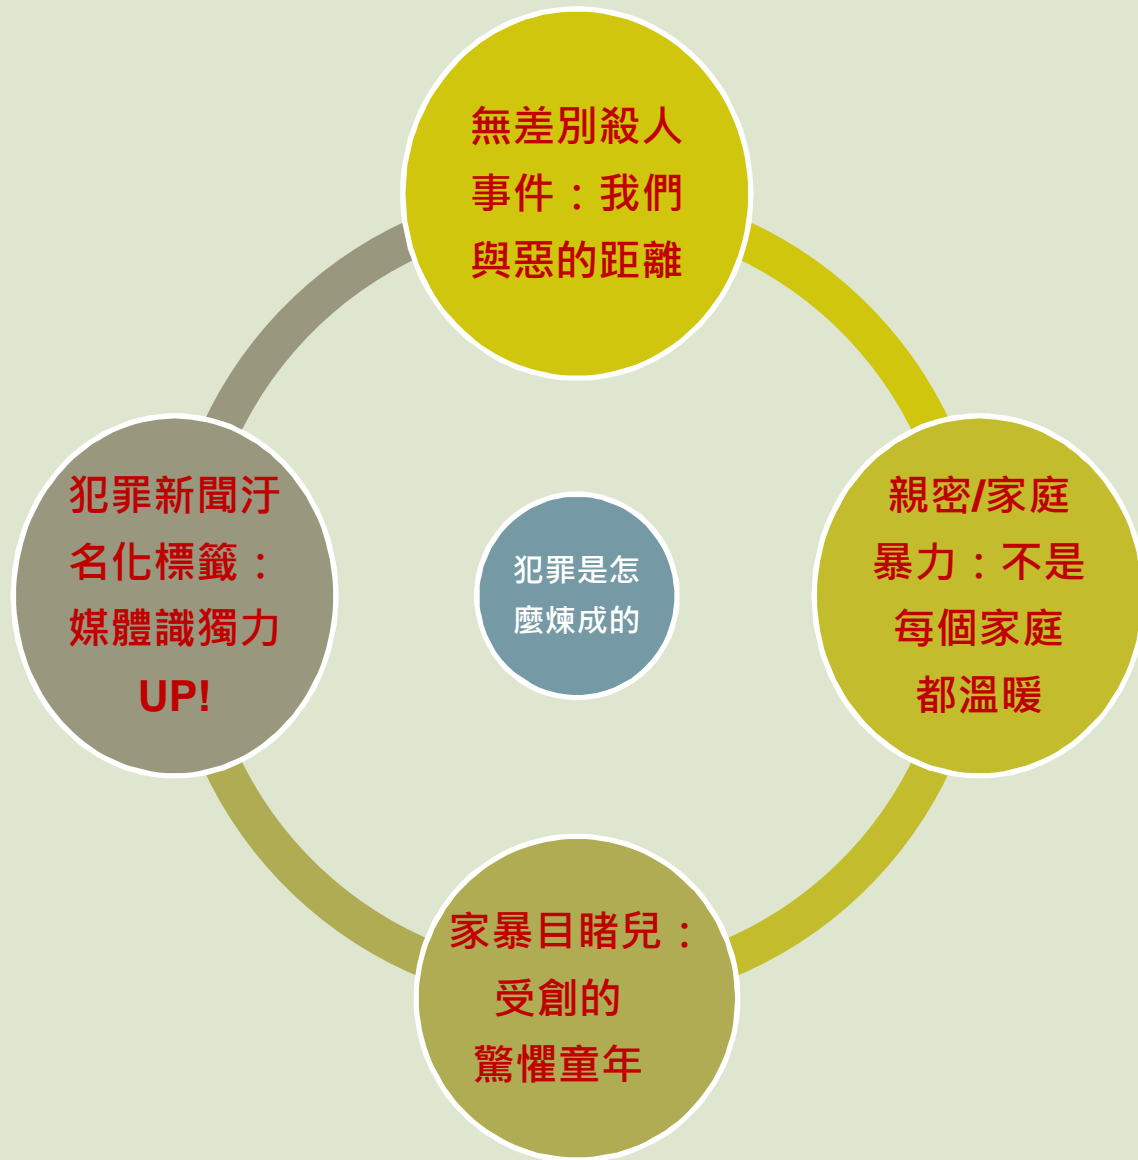 無差別殺人
事件：我們
與惡的距離
犯罪新聞汙
名化標籤：
媒體識獨力
UP!
犯罪是怎
麼煉成的
親密/家庭
暴力：不是
每個家庭
都溫暖
家暴目睹兒：
受創的
驚懼童年